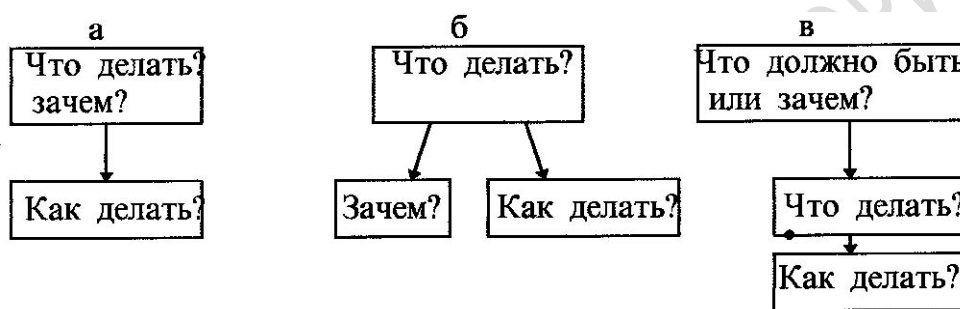 а
Что делать?
зачем?
Как делать?
б
Что делать?
Зачем?
Как делать?
в
Что должно быть
или зачем?
Что делать?
Как делать?